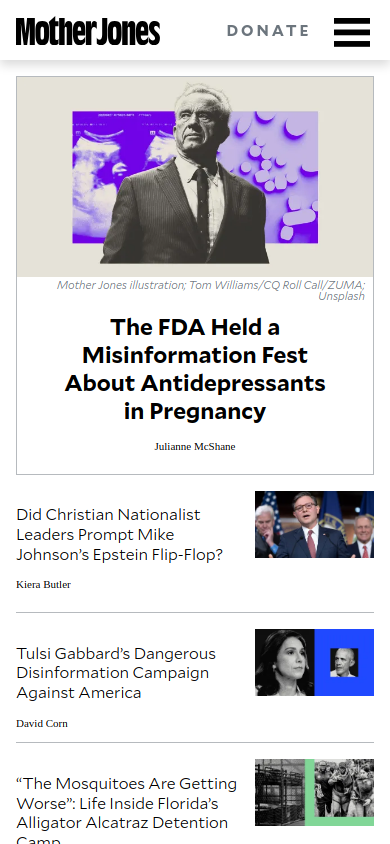 Mother Jones
DONATE
Mother Jones illustration; Tom Williams/CQ Roll Call/ZUMA;
Unsplash
The FDA Held a
Misinformation Fest
About Antidepressants
in Pregnancy
Julianne McShane
Did Christian Nationalist
Leaders Prompt Mike
Johnson’s Epstein Flip-Flop?
Kiera Butler
Tulsi Gabbard’s Dangerous
Disinformation Campaign
Against America
David Corn
“The Mosquitoes Are Getting
Worse”: Life Inside Florida’s
Alligator Alcatraz Detention
Camp